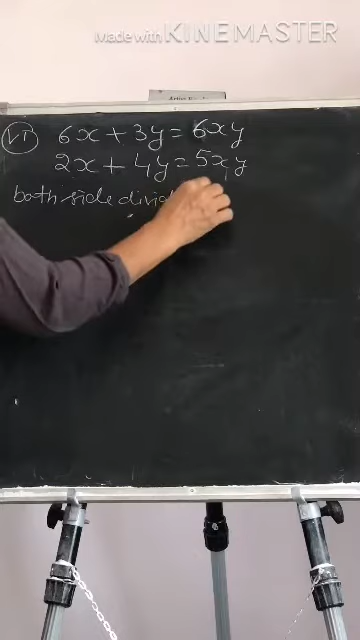 Made with KINEMASTER
(VI) 6x + 3y = 6xy
2x + 4y = 5xy
both side divid